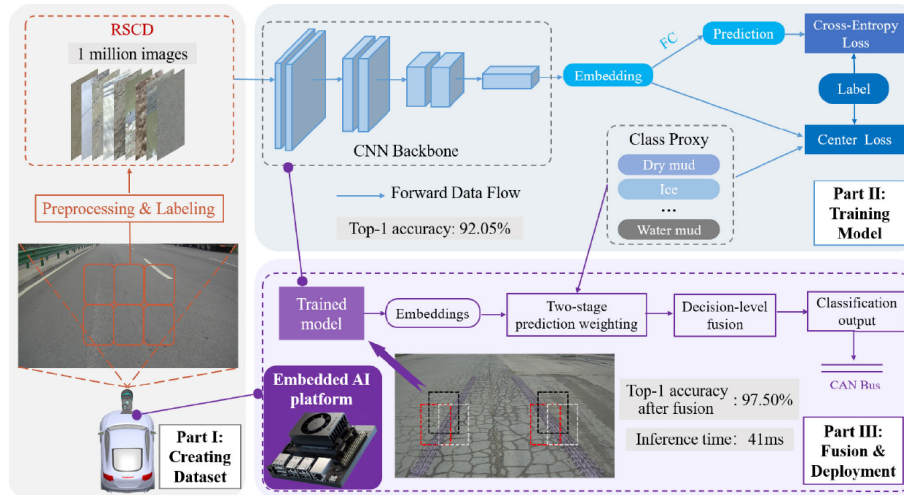 RSCD
1 million images
Preprocessing & Labeling
Part I:
Creating
Dataset
CNN Backbone
Forward Data Flow
Top-1 accuracy: 92.05%
Embedding
FC
Prediction
Cross-Entropy
Loss
Label
Center Loss
Class Proxy
Dry mud
Ice
...
Water mud
Part II:
Training
Model
Trained
model
Embeddings
Two-stage
prediction weighting
Decision-level
fusion
Classification
output
CAN Bus
Embedded AI
platform
Top-1 accuracy
after fusion : 97.50%
Inference time: 41ms
Part III:
Fusion &
Deployment